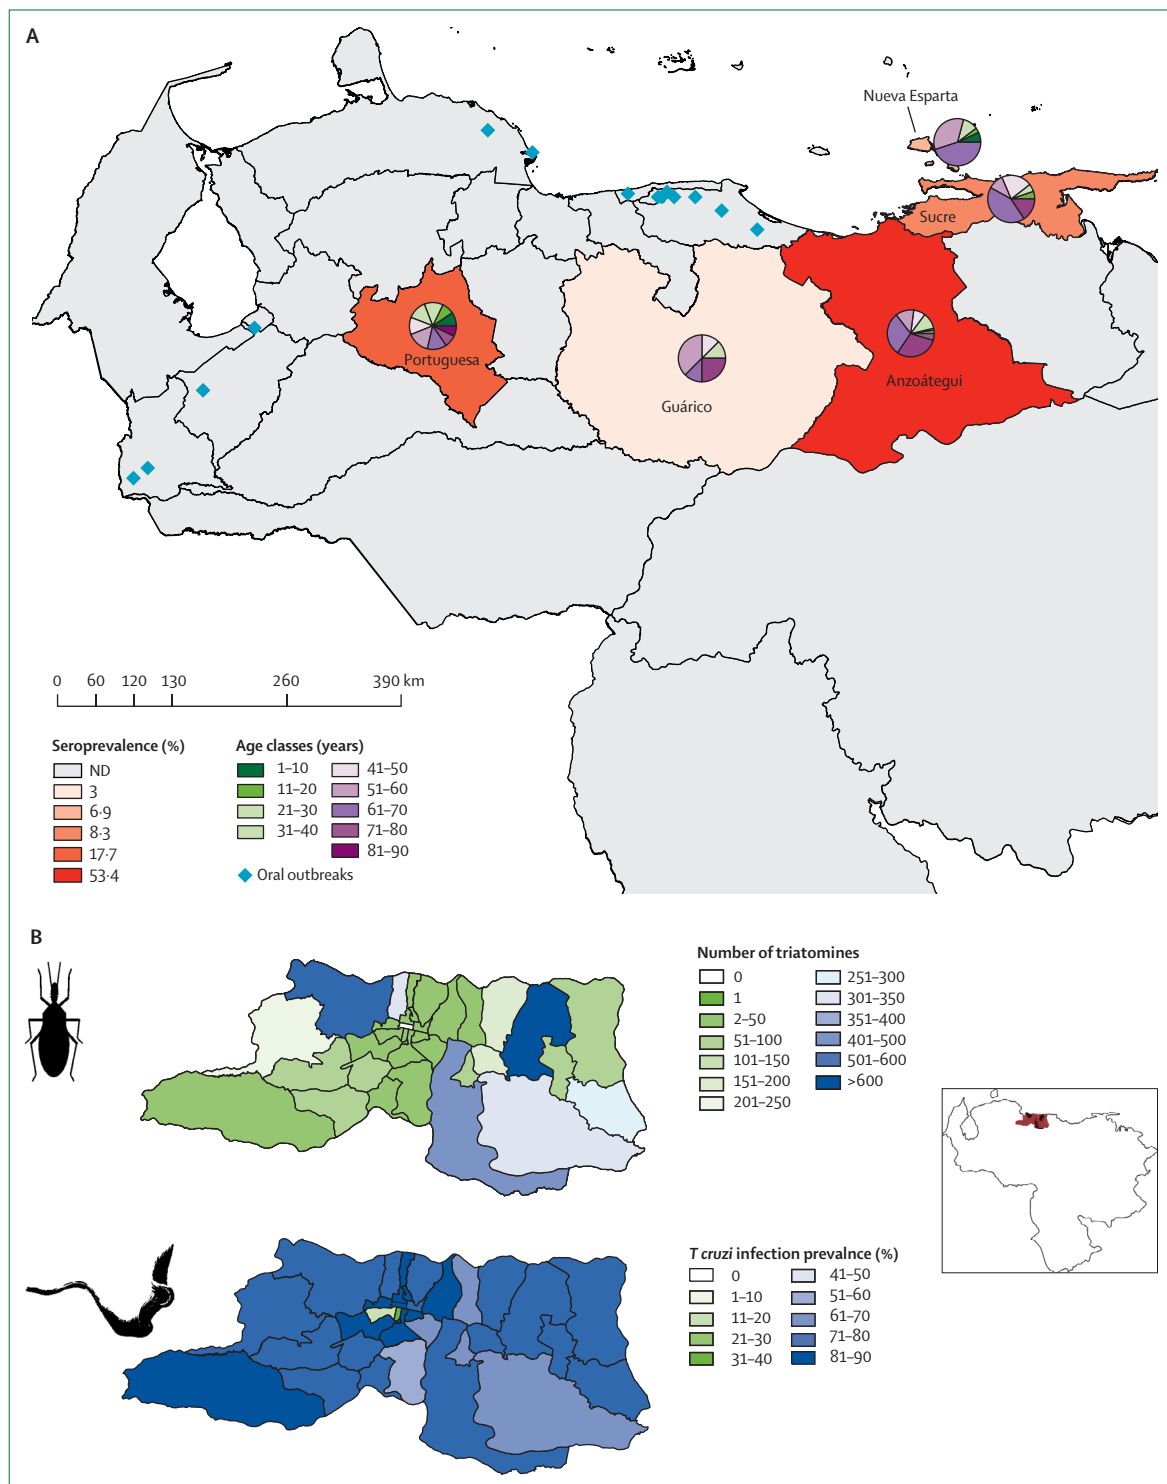 A
Nueva Esparta
Sucre
Portuguesa
Anzoátegui
Guárico
0 60 120 130 260 390 km
Seroprevalence (%)
ND
3
6·9
8·3
17·7
53·4
Age classes (years)
1–10
11–20
21–30
31–40
41–50
51–60
61–70
71–80
81–90
Oral outbreaks
B
Number of triatomines
0
1
2–50
51–100
101–150
151–200
201–250
251–300
301–350
351–400
401–500
501–600
>600
T cruzi infection prevalnce (%)
0
1–10
11–20
21–30
31–40
41–50
51–60
61–70
71–80
81–90